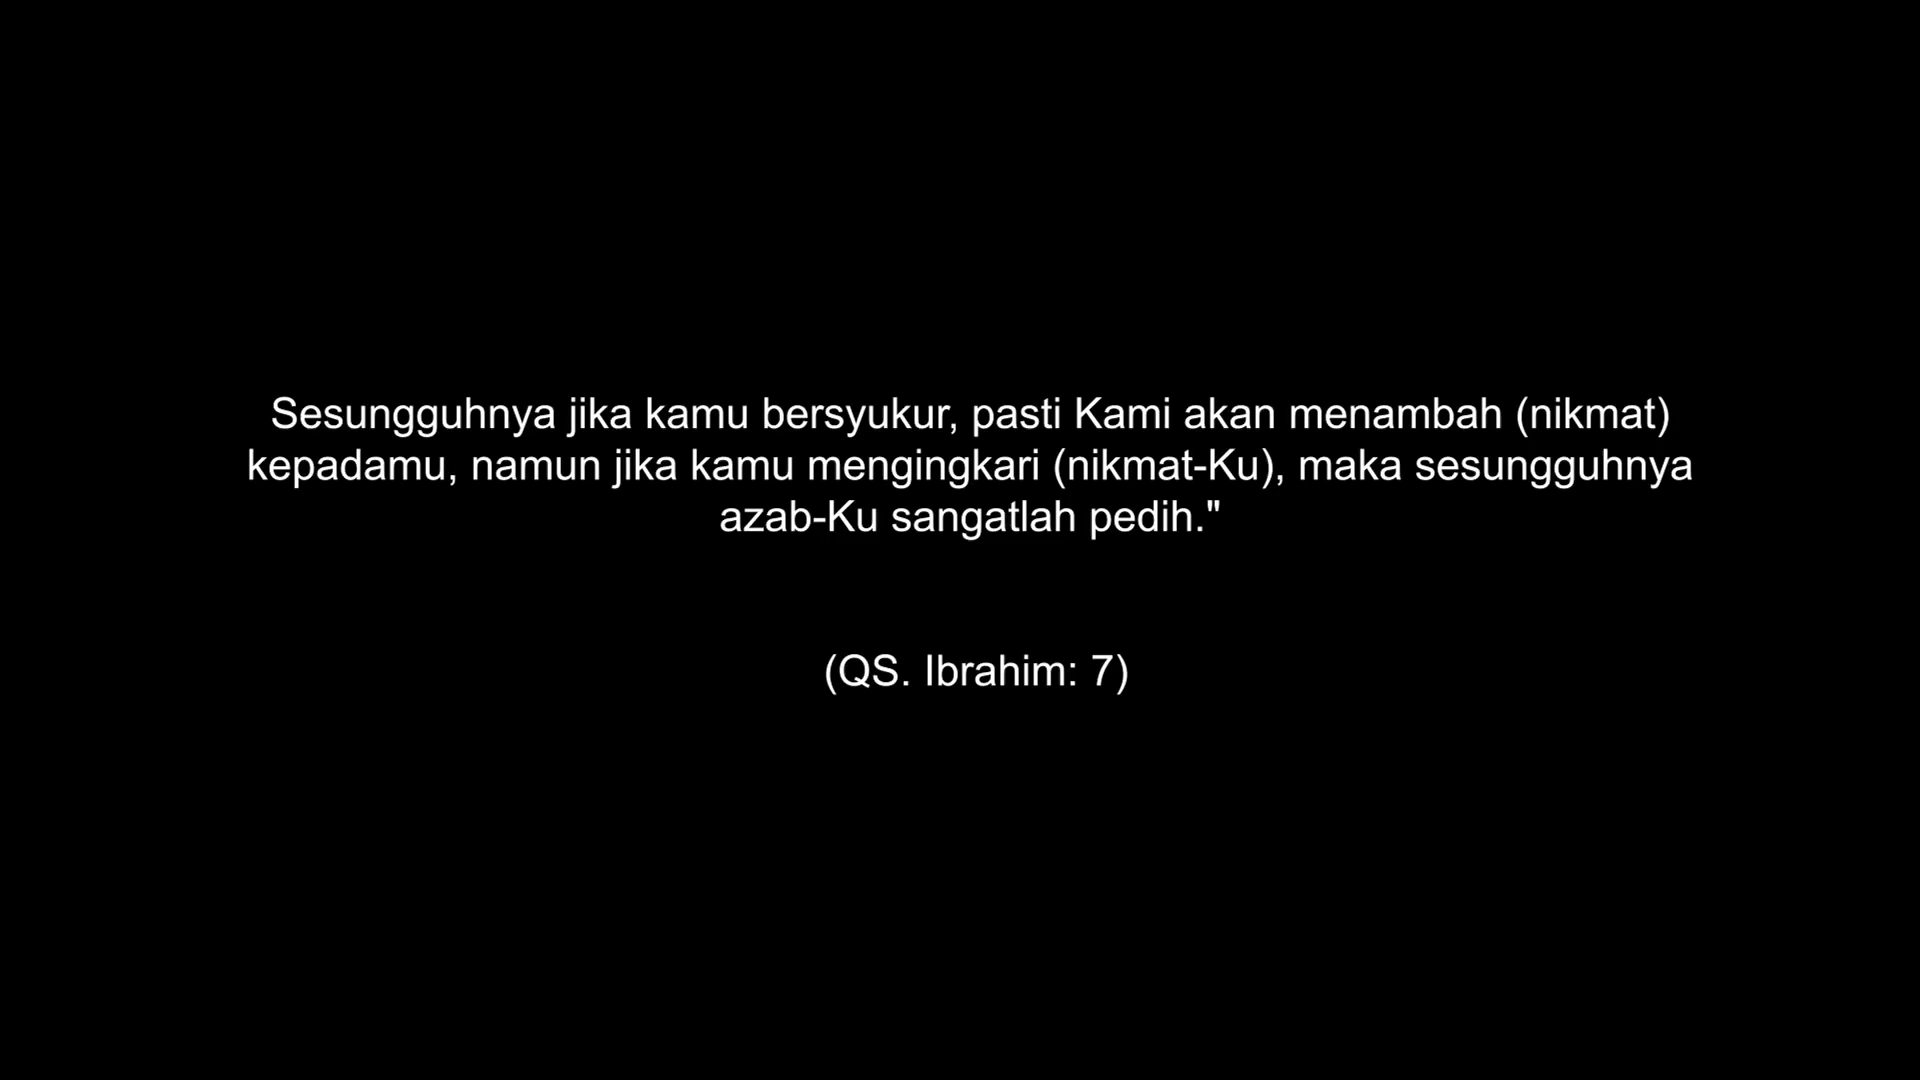 Sesungguhnya jika kamu bersyukur, pasti Kami akan menambah (nikmat)
kepadamu, namun jika kamu mengingkari (nikmat-Ku), maka sesungguhnya
azab-Ku sangatlah pedih."
(QS. Ibrahim: 7)